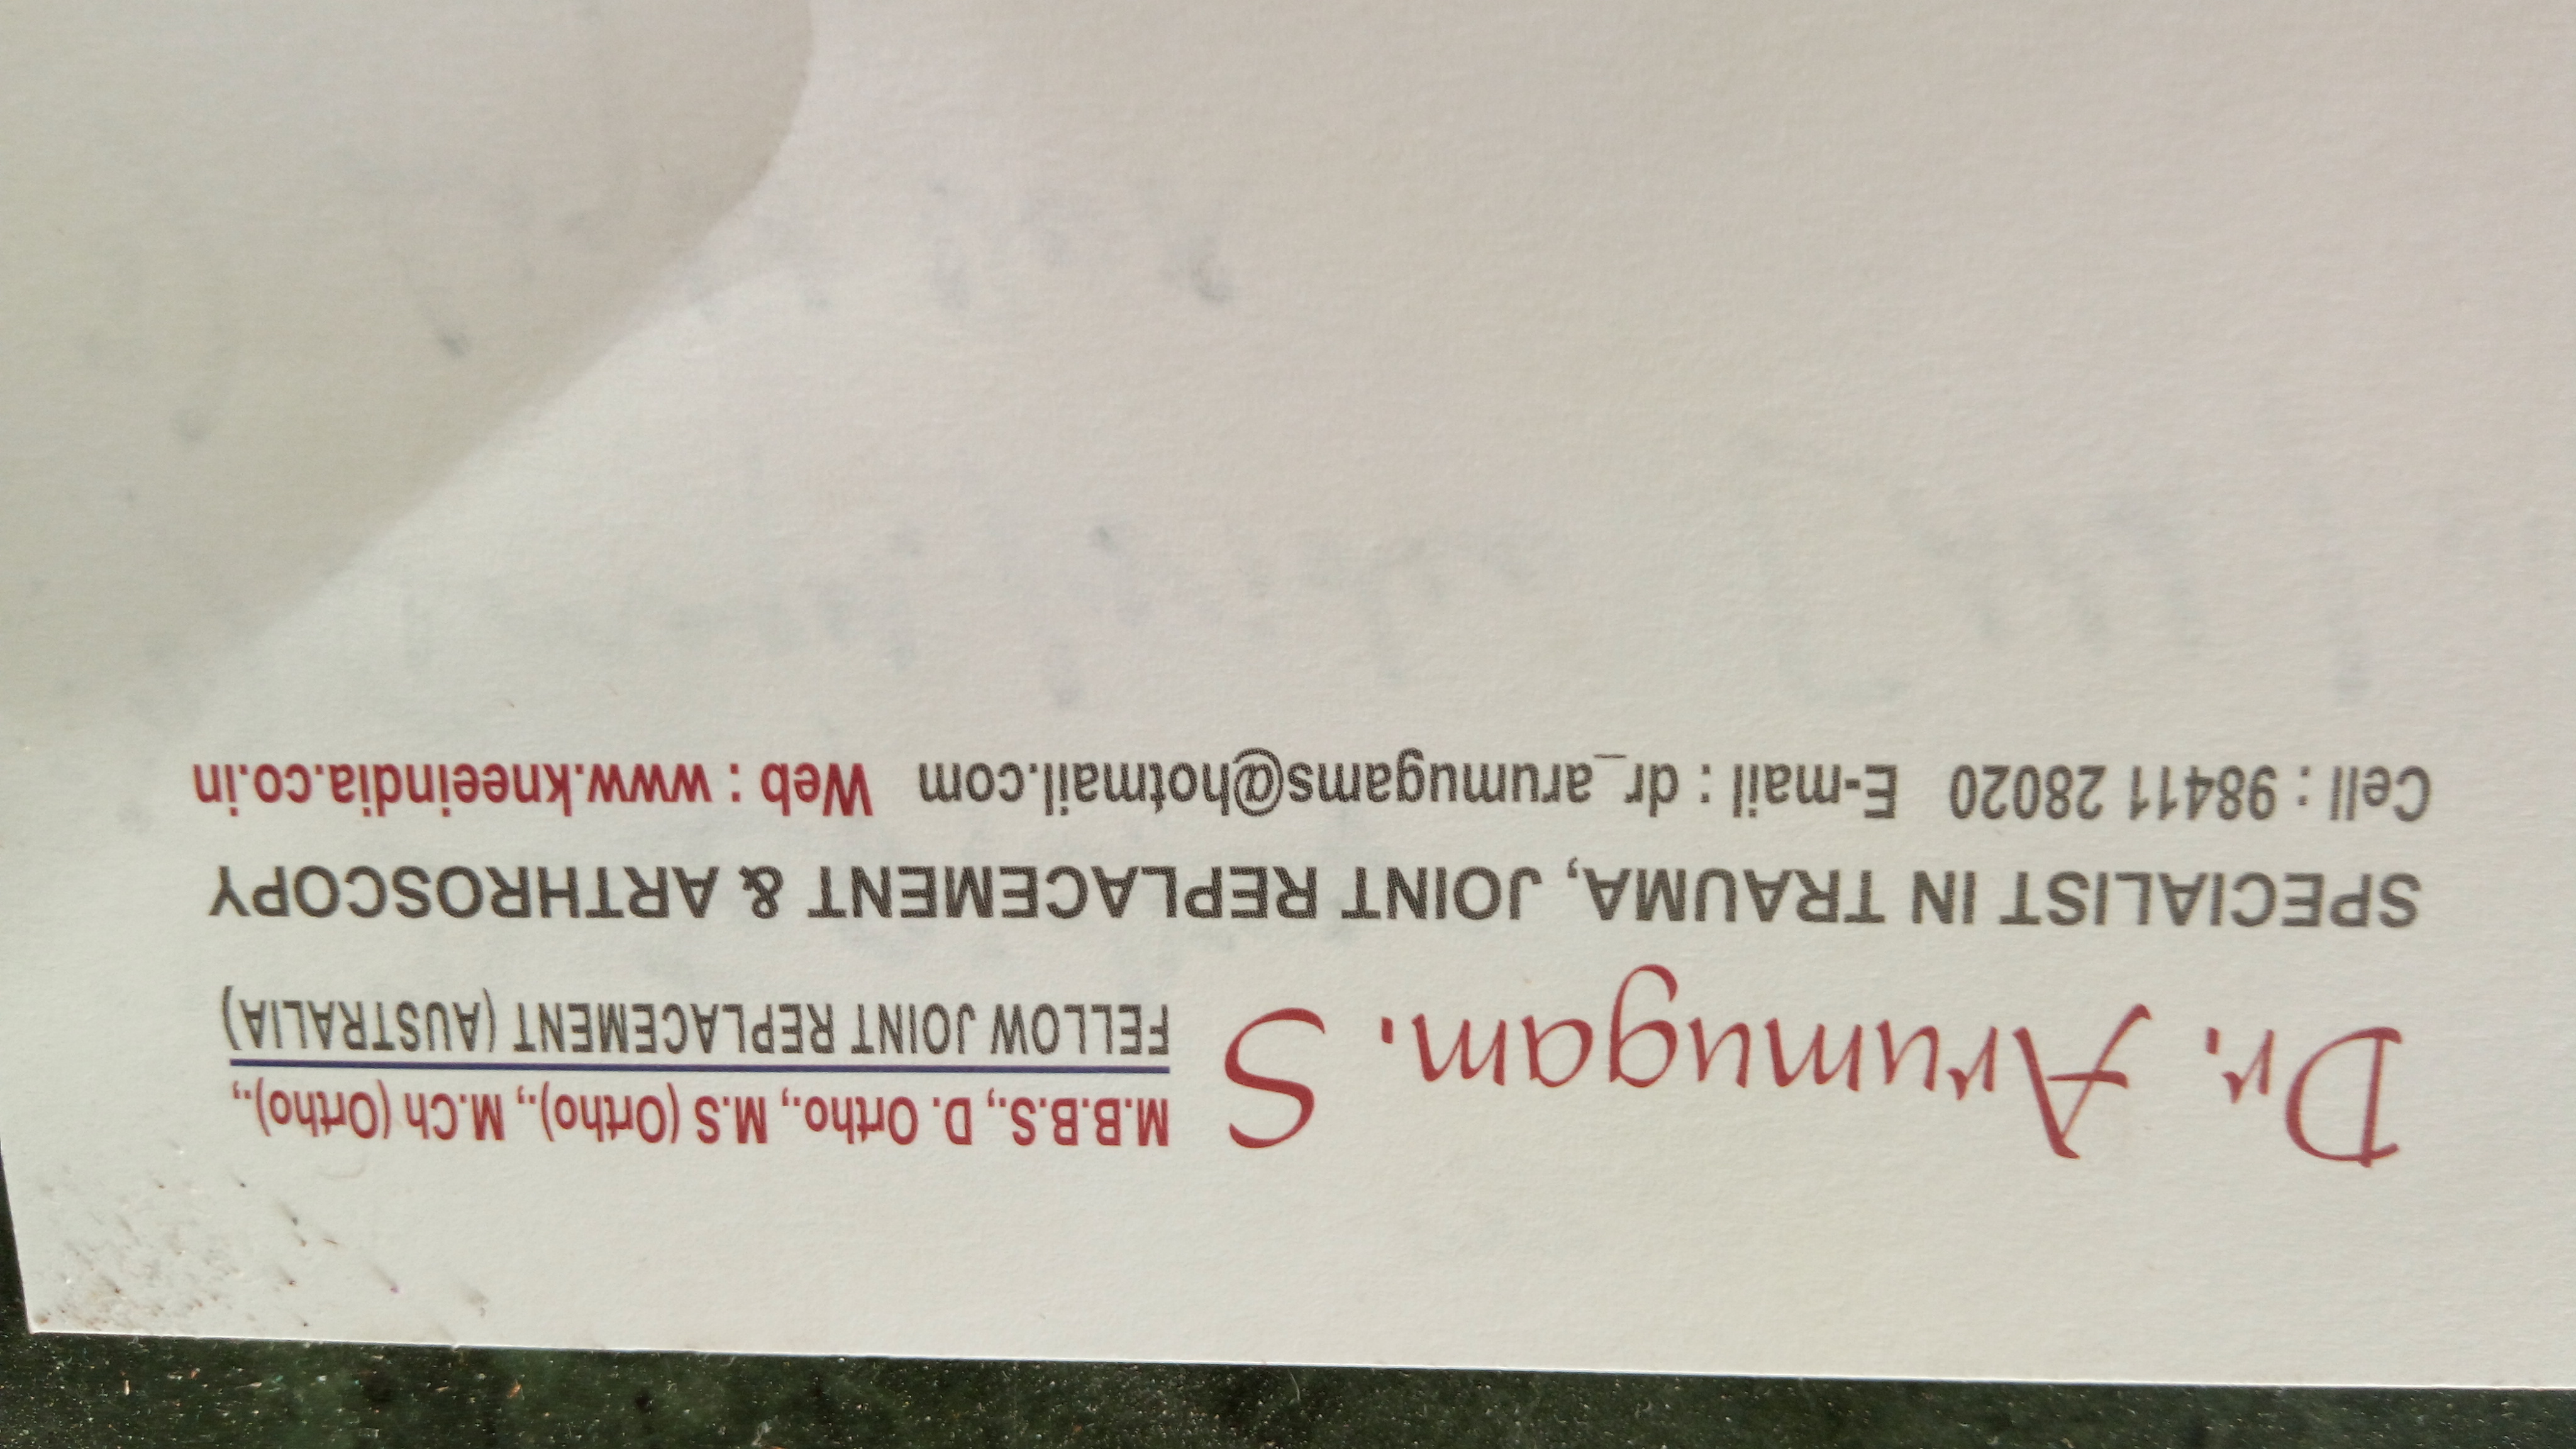 Dr. Arumugam. S
M.B.B.S., D. Ortho., M.S (Ortho)., M.Ch (Ortho).,
FELLOW JOINT REPLACEMENT (AUSTRALIA)
SPECIALIST IN TRAUMA, JOINT REPLACEMENT & ARTHROSCOPY
Cell : 98411 28020 E-mail : dr_arumugams@hotmail.com Web : www.kneeindia.co.in